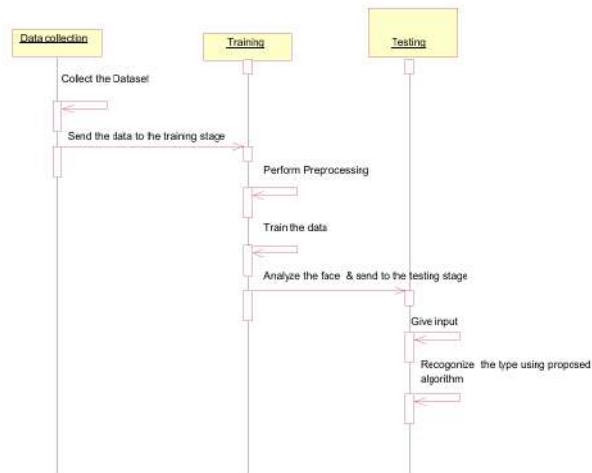 Data collection
Training
Testing
Collect the Dataset
Send the data to the training stage
Perform Preprocessing
Train the data
Analyze the face & send to the testing stage
Give input
Recogonize the type using proposed
algorithm